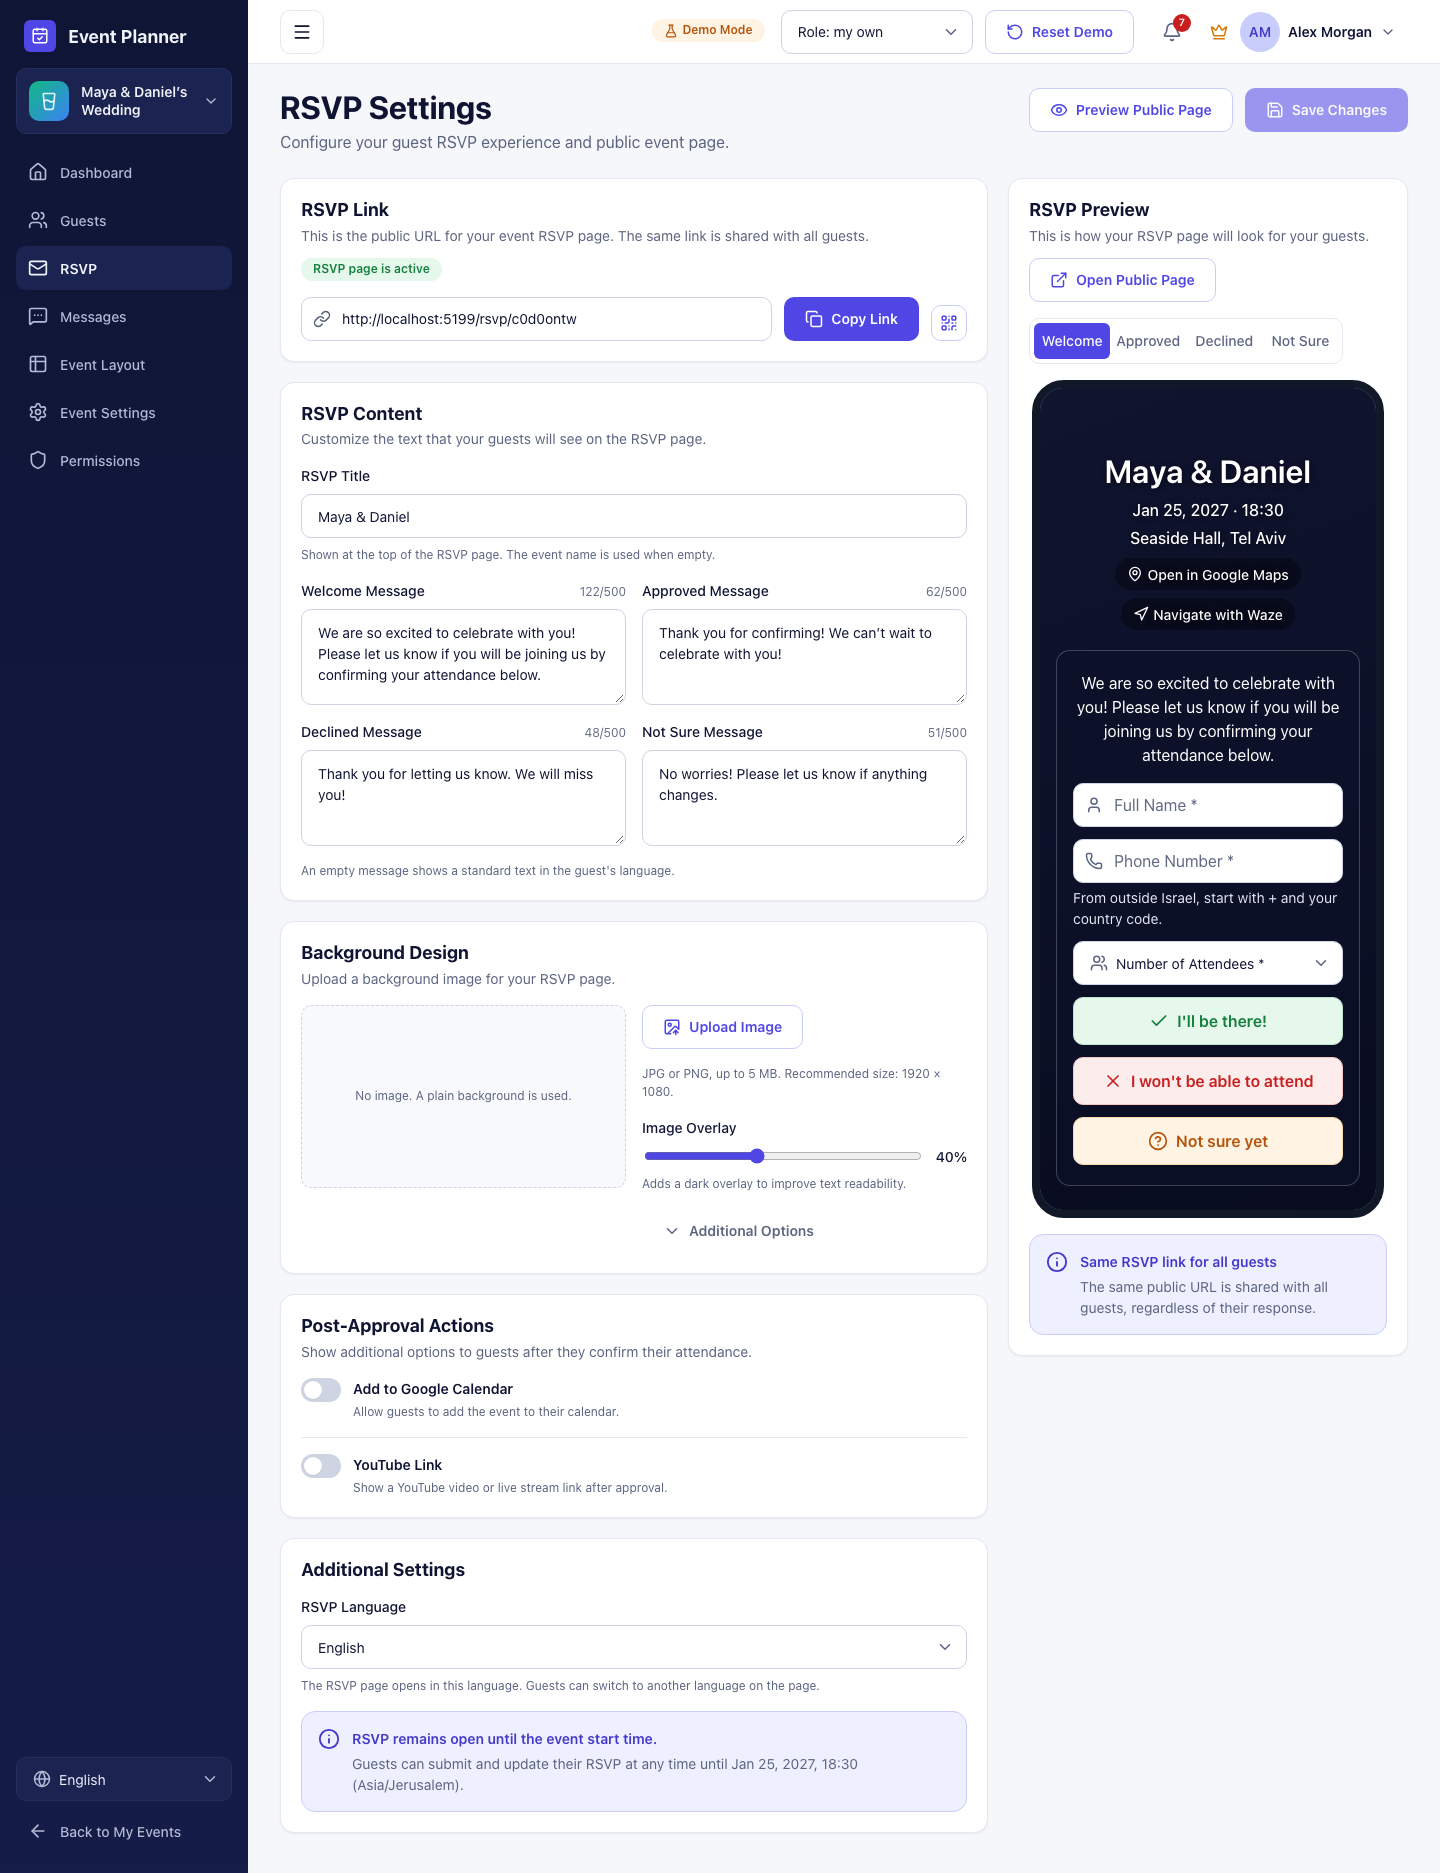 Event Planner
Maya & Daniel’s
Wedding
Dashboard
Guests
RSVP
Messages
Event Layout
Event Settings
Permissions
English
Back to My Events
Demo Mode
Role: my own
Reset Demo
7
AM
Alex Morgan
RSVP Settings
Configure your guest RSVP experience and public event page.
Preview Public Page
Save Changes
RSVP Link
This is the public URL for your event RSVP page. The same link is shared with all guests.
RSVP page is active
http://localhost:5199/rsvp/c0d0ontw
Copy Link
RSVP Content
Customize the text that your guests will see on the RSVP page.
RSVP Title
Maya & Daniel
Shown at the top of the RSVP page. The event name is used when empty.
Welcome Message
122/500
We are so excited to celebrate with you!
Please let us know if you will be joining us by
confirming your attendance below.
Approved Message
62/500
Thank you for confirming! We can’t wait to
celebrate with you!
Declined Message
48/500
Thank you for letting us know. We will miss
you!
Not Sure Message
51/500
No worries! Please let us know if anything
changes.
An empty message shows a standard text in the guest's language.
Background Design
Upload a background image for your RSVP page.
No image. A plain background is used.
Upload Image
JPG or PNG, up to 5 MB. Recommended size: 1920 ×
1080.
Image Overlay
40%
Adds a dark overlay to improve text readability.
Additional Options
Post-Approval Actions
Show additional options to guests after they confirm their attendance.
Add to Google Calendar
Allow guests to add the event to their calendar.
YouTube Link
Show a YouTube video or live stream link after approval.
Additional Settings
RSVP Language
English
The RSVP page opens in this language. Guests can switch to another language on the page.
RSVP remains open until the event start time.
Guests can submit and update their RSVP at any time until Jan 25, 2027, 18:30
(Asia/Jerusalem).
RSVP Preview
This is how your RSVP page will look for your guests.
Open Public Page
Welcome
Approved
Declined
Not Sure
Maya & Daniel
Jan 25, 2027 · 18:30
Seaside Hall, Tel Aviv
Open in Google Maps
Navigate with Waze
We are so excited to celebrate with
you! Please let us know if you will be
joining us by confirming your
attendance below.
Full Name *
Phone Number *
From outside Israel, start with + and your
country code.
Number of Attendees *
I'll be there!
I won't be able to attend
Not sure yet
Same RSVP link for all guests
The same public URL is shared with all
guests, regardless of their response.